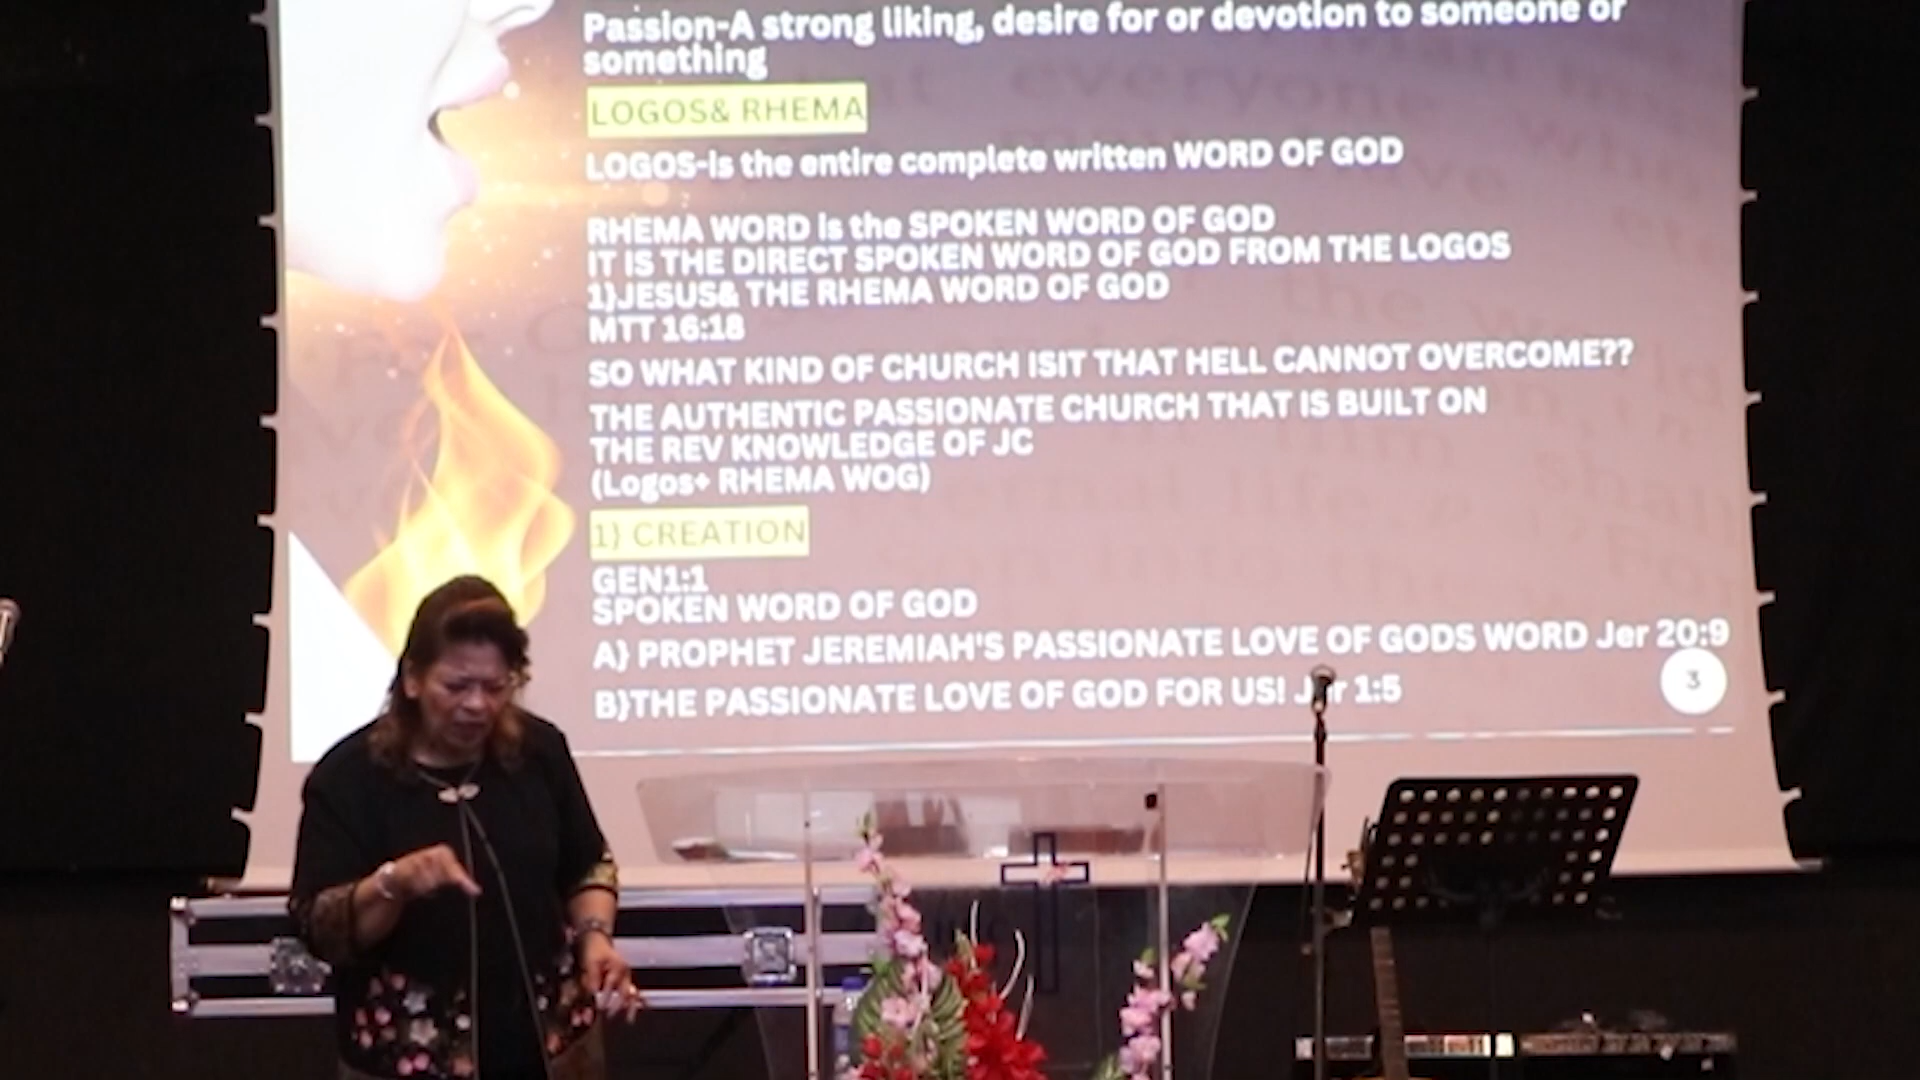 Passion-A strong liking, desire for or devotion to someone or
something
LOGOS& RHEMA
LOGOS-is the entire complete written WORD OF GOD
RHEMA WORD is the SPOKEN WORD OF GOD
IT IS THE DIRECT SPOKEN WORD OF GOD FROM THE LOGOS
1}JESUS& THE RHEMA WORD OF GOD
MTT 16:18
SO WHAT KIND OF CHURCH ISIT THAT HELL CANNOT OVERCOME??
THE AUTHENTIC PASSIONATE CHURCH THAT IS BUILT ON
THE REV KNOWLEDGE OF JC
(Logos+ RHEMA WOG)
1} CREATION
GEN1:1
SPOKEN WORD OF GOD
A} PROPHET JEREMIAH'S PASSIONATE LOVE OF GODS WORD Jer 20:9
B}THE PASSIONATE LOVE OF GOD FOR US! Jer 1:5
3